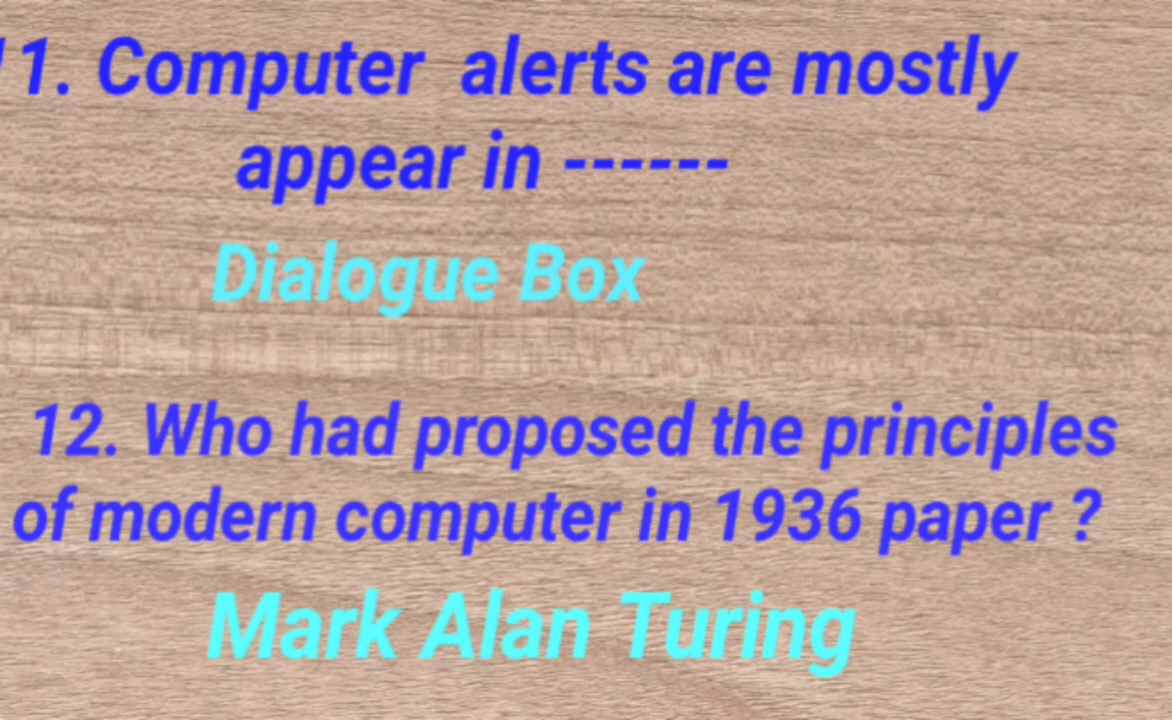 11. Computer alerts are mostly
appear in ------
Dialogue Box
12. Who had proposed the principles
of modern computer in 1936 paper ?
Mark Alan Turing